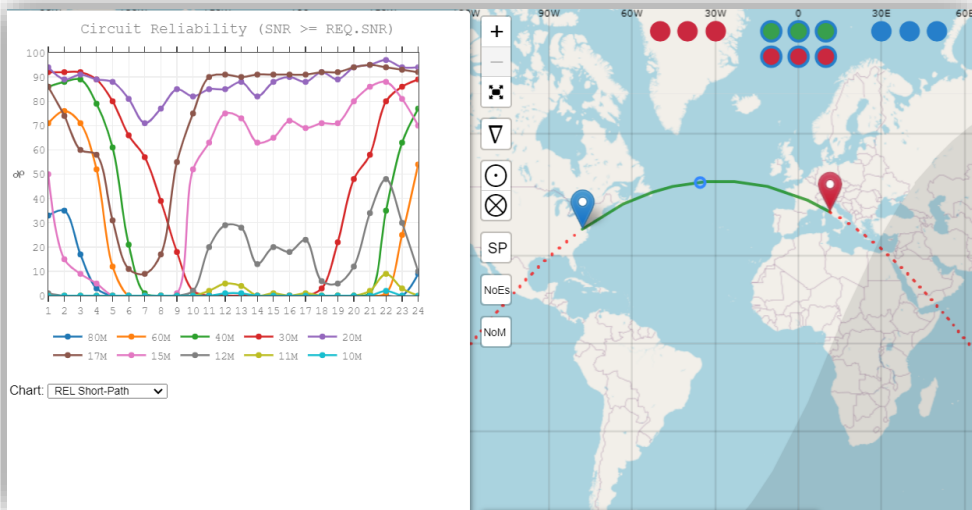 Circuit Reliability (SNR >= REQ.SNR)
100
90
80
70
60
50
40
30
20
10
0
%
1 2 3 4 5 6 7 8 9 10 11 12 13 14 15 16 17 18 19 20 21 22 23 24
80M 60M 40M 30M 20M
17M 15M 12M 11M 10M
Chart: REL Short-Path
90W 60W 30W 0 30E 60E
+
−
SP
NoEs
NoM